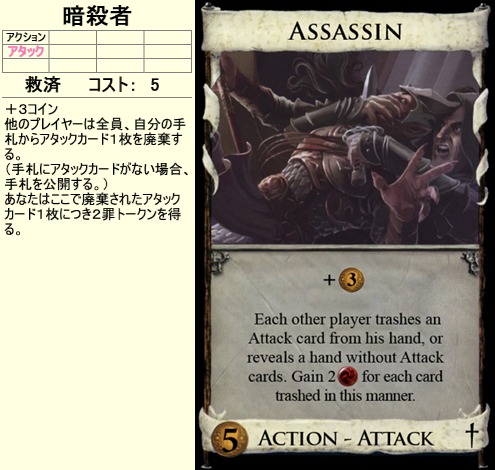 暗殺者
アクション
アタック
救済 コスト: 5
+3コイン
他のプレイヤーは全員、自分の手
札からアタックカード1枚を廃棄す
る。
(手札にアタックカードがない場合、
手札を公開する。)
あなたはここで廃棄されたアタック
カード1枚につき2罪トークンを得
る。
ASSASSIN
+ 3
Each other player trashes an
Attack card from his hand, or
reveals a hand without Attack
cards. Gain 2 for each card
trashed in this manner.
5 ACTION - ATTACK †